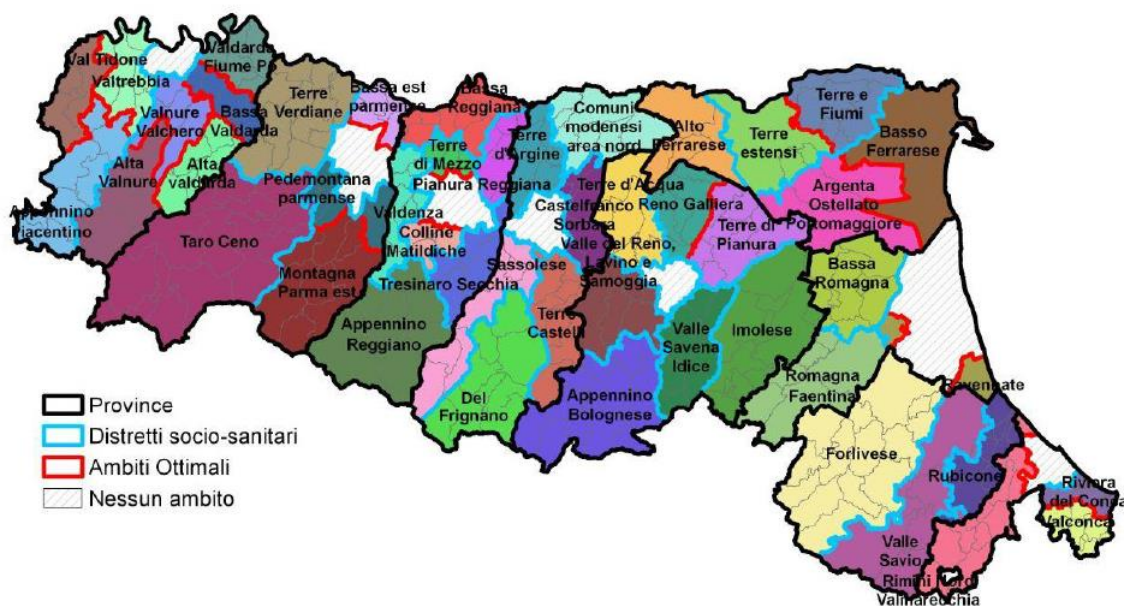 Val Tidone
Valtrebbia
Valdarda
Fiume Po
Valnure
Valchero
Bassa
Valdarda
Alta
Valnure
Alta
valdarda
Appennino
Piacentino
Terre
Verdiane
Bassa est
parmense
Pedemontana
parmense
Taro Ceno
Montagna
Parma est
Bassa
Reggiana
Terre
di Mezzo
Pianura Reggiana
Valdenza
Colline
Matildiche
Tresinaro Secchia
Appennino
Reggiano
Terre
d'Argine
Comuni
modenesi
area nord
Castelfranco
Sorbara
Sassolese
Terre
Castelli
Del
Frignano
Terre d'Acqua
Reno Galliera
Terre di
Pianura
Valle del Reno,
Lavino e
Samoggia
Valle
Savena
Idice
Imolese
Appennino
Bolognese
Alto
Ferrarese
Terre
estensi
Terre e
Fiumi
Basso
Ferrarese
Argenta
Ostellato
Portomaggiore
Bassa
Romagna
Romagna
Faentina
Ravennate
Forlivese
Rubicone
Valle
Savio
Rimini Nord
Valmarecchia
Riviera
del Conca
Valconca
Province
Distretti socio-sanitari
Ambiti Ottimali
Nessun ambito